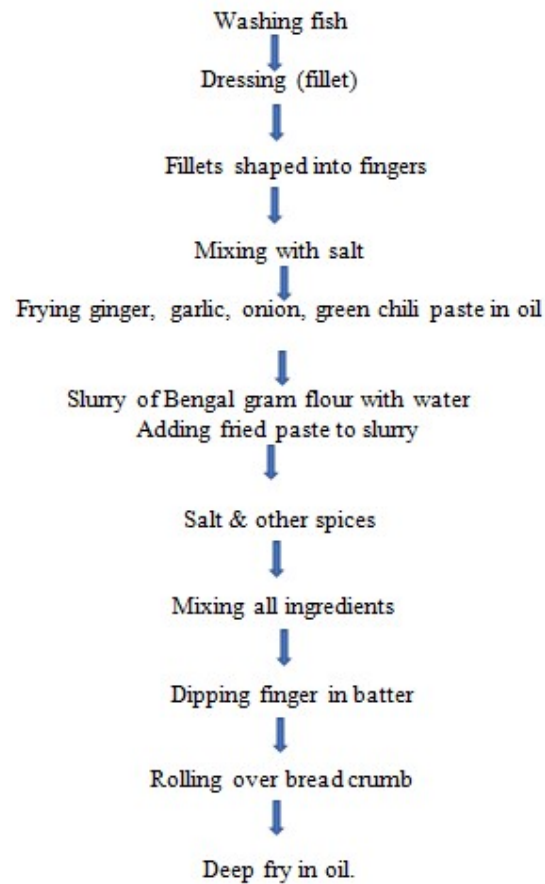 Washing fish
Dressing (fillet)
Fillets shaped into fingers
Mixing with salt
Frying ginger, garlic, onion, green chili paste in oil
Slurry of Bengal gram flour with water
Adding fried paste to slurry
Salt & other spices
Mixing all ingredients
Dipping finger in batter
Rolling over bread crumb
Deep fry in oil.